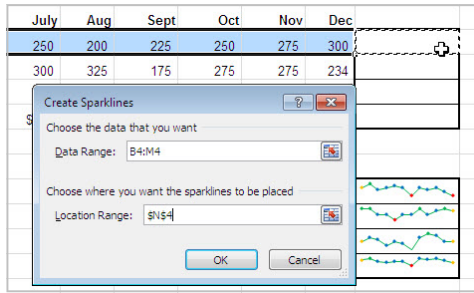 July Aug Sept Oct Nov Dec
250 200 225 250 275 300
300 325 175 275 275 234
$
Create Sparklines
?
Choose the data that you want
Data Range: B4:M4
Choose where you want the sparklines to be placed
Location Range: $N$4
OK Cancel